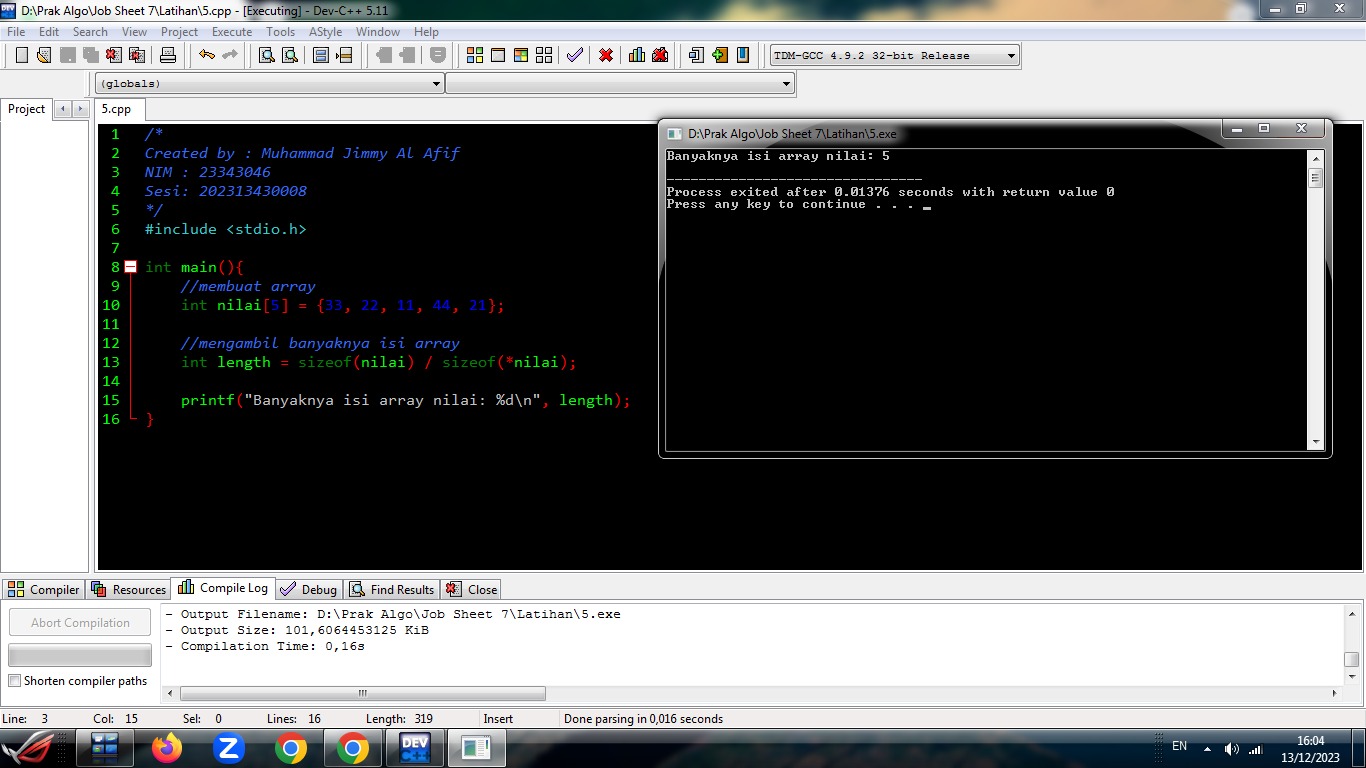 D:\Prak Algo\Job Sheet 7\Latihan\5.cpp - [Executing] - Dev-C++ 5.11
File Edit Search View Project Execute Tools AStyle Window Help
TDM-GCC 4.9.2 32-bit Release
(globals)
Project
5.cpp
1 /*
2 Created by : Muhammad Jimmy Al Afif
3 NIM : 23343046
4 Sesi: 202313430008
5 */
6 #include <stdio.h>
7
8 int main(){
9 //membuat array
10 int nilai[5] = {33, 22, 11, 44, 21};
11
12 //mengambil banyaknya isi array
13 int length = sizeof(nilai) / sizeof(*nilai);
14
15 printf("Banyaknya isi array nilai: %d\n", length);
16 }
D:\Prak Algo\Job Sheet 7\Latihan\5.exe
Banyaknya isi array nilai: 5
--------------------------------
Process exited after 0.01376 seconds with return value 0
Press any key to continue . . . _
Compiler Resources Compile Log Debug Find Results Close
Abort Compilation
Shorten compiler paths
- Output Filename: D:\Prak Algo\Job Sheet 7\Latihan\5.exe
- Output Size: 101,6064453125 KiB
- Compilation Time: 0,16s
Line: 3 Col: 15 Sel: 0 Lines: 16 Length: 319 Insert Done parsing in 0,016 seconds
DEV C++
EN
16:04
13/12/2023